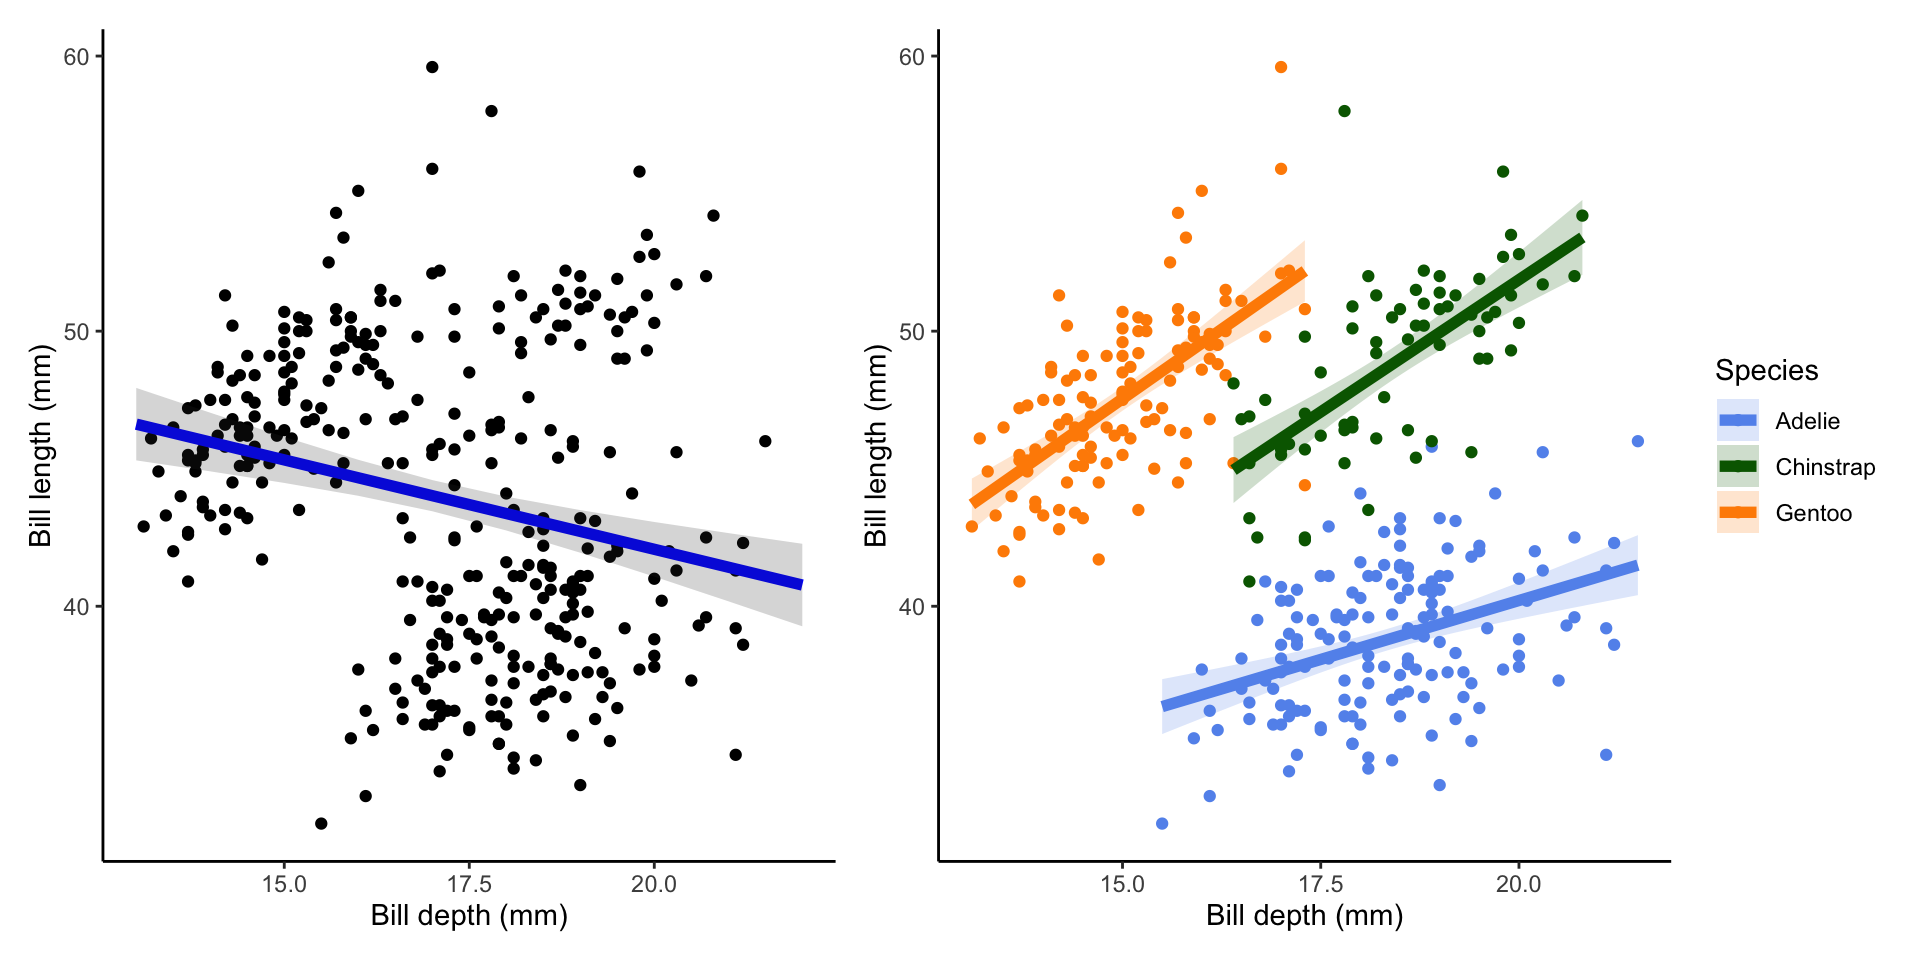 60
50
40
Bill length (mm)
15.0 17.5 20.0
Bill depth (mm)
60
50
40
Bill length (mm)
15.0 17.5 20.0
Bill depth (mm)
Species
Adelie
Chinstrap
Gentoo